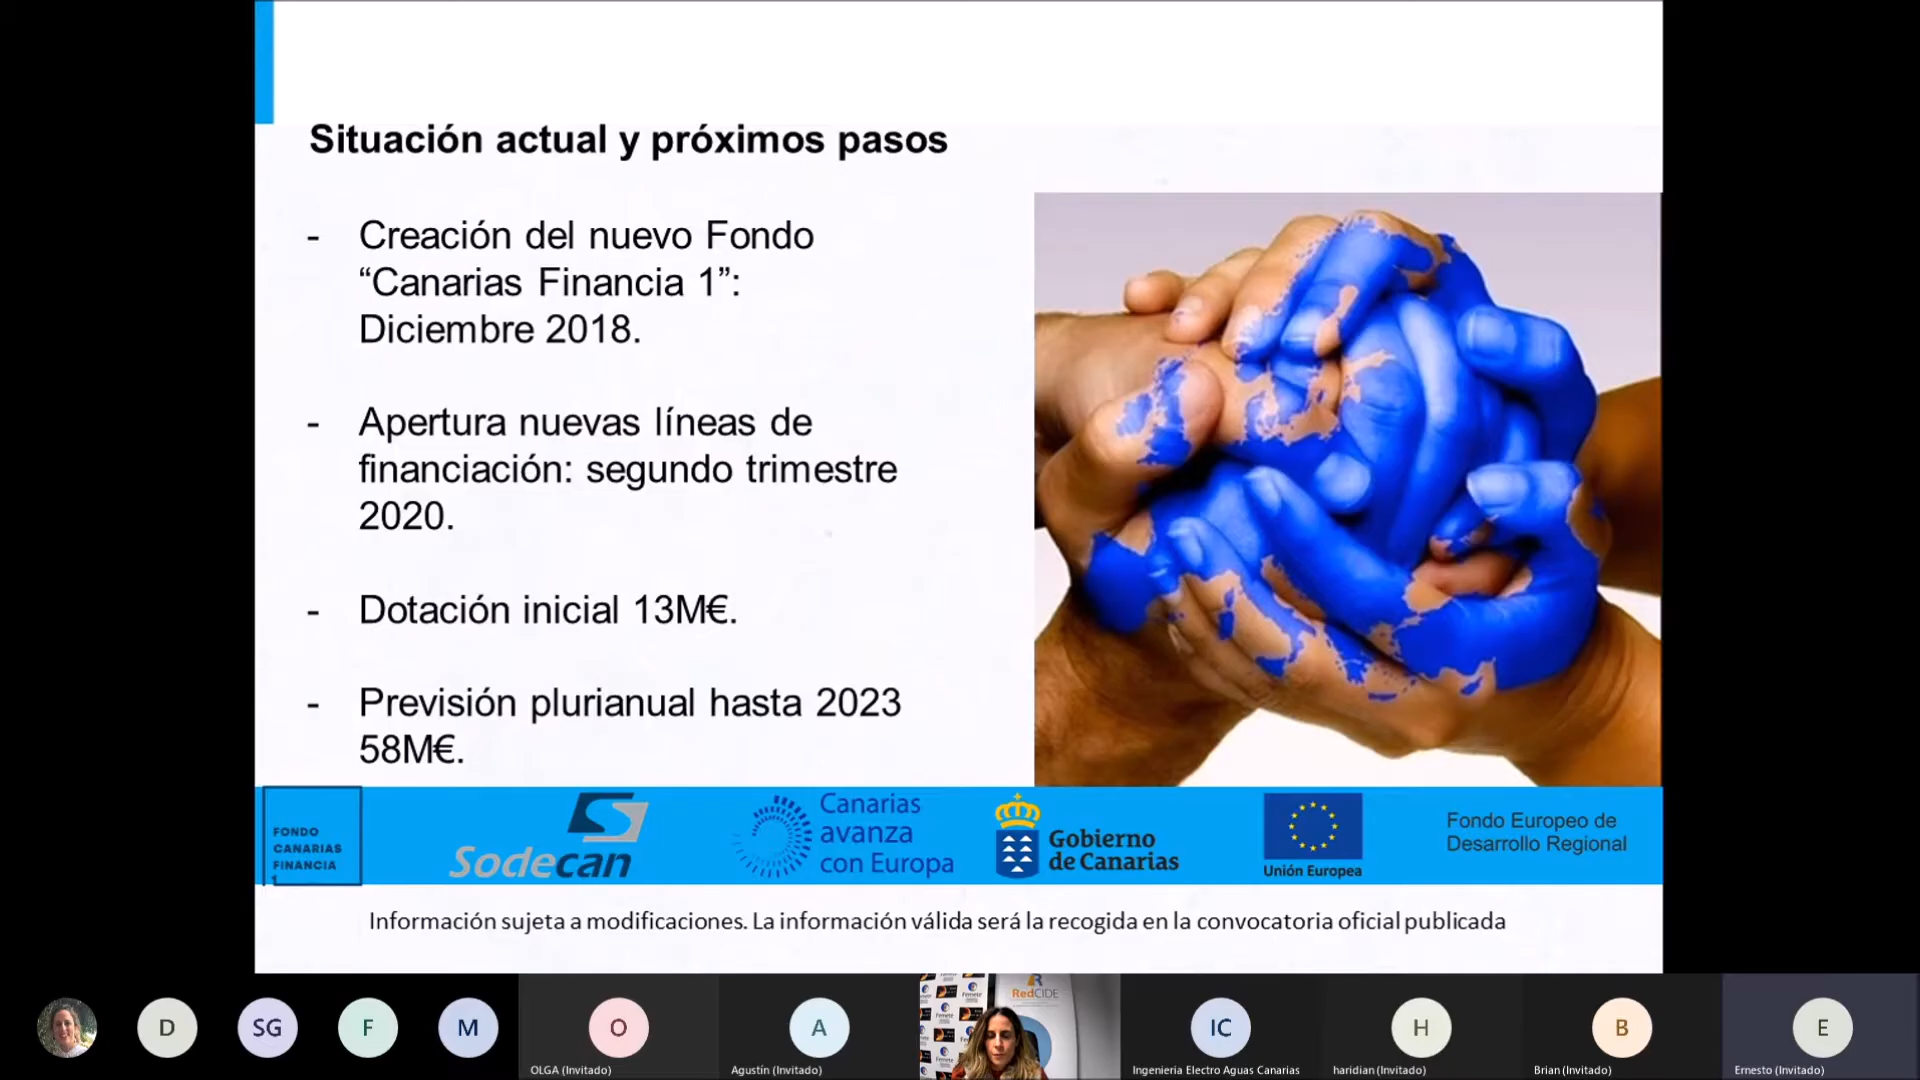 Situación actual y próximos pasos
- Creación del nuevo Fondo
“Canarias Financia 1”:
Diciembre 2018.
- Apertura nuevas líneas de
financiación: segundo trimestre
2020.
- Dotación inicial 13M€.
- Previsión plurianual hasta 2023
58M€.
FONDO
CANARIAS
FINANCIA
1
Sodecan
Canarias
avanza
con Europa
Gobierno
de Canarias
Unión Europea
Fondo Europeo de
Desarrollo Regional
Información sujeta a modificaciones. La información válida será la recogida en la convocatoria oficial publicada
D
SG
F
M
O
OLGA (Invitado)
A
Agustín (Invitado)
RedCIDE
Femete
IC
Ingeniería Electro Aguas Canarias
H
haridian (Invitado)
B
Brian (Invitado)
E
Ernesto (Invitado)